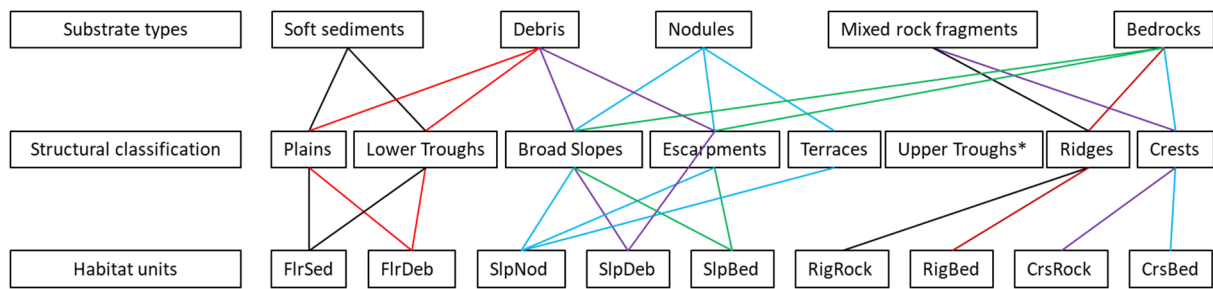 Substrate types Soft sediments Debris Nodules Mixed rock fragments Bedrocks
Structural classification Plains Lower Troughs Broad Slopes Escarpments Terraces Upper Troughs* Ridges Crests
Habitat units FlrSed FlrDeb SlpNod SlpDeb SlpBed RigRock RigBed CrsRock CrsBed